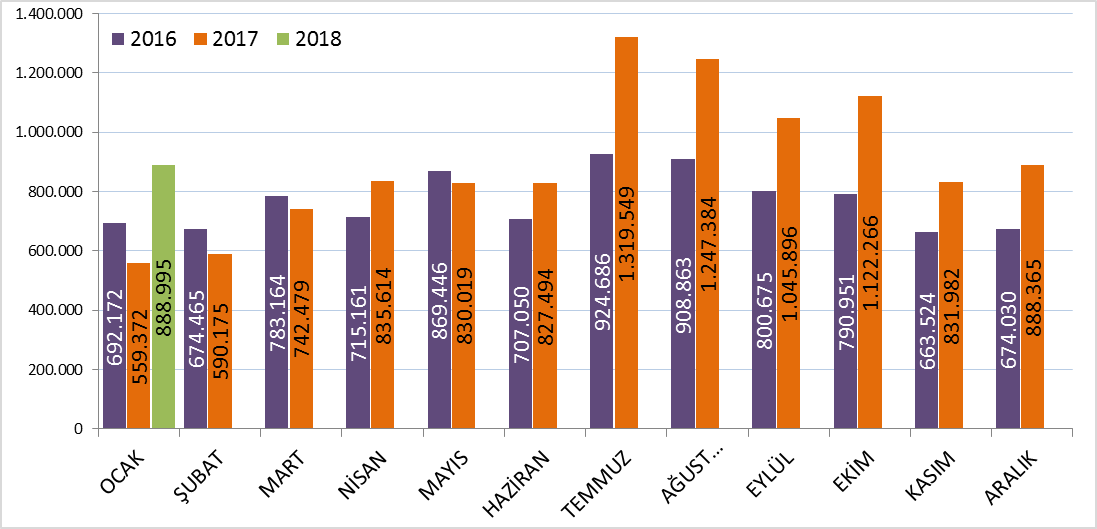 1.400.000
1.200.000
1.000.000
800.000
600.000
400.000
200.000
0
2016 2017 2018
692.172
559.372
888.995
674.465
590.175
783.164
742.479
715.161
835.614
869.446
830.019
707.050
827.494
924.686
1.319.549
908.863
1.247.384
800.675
1.045.896
790.951
1.122.266
663.524
831.982
674.030
888.365
OCAK
ŞUBAT
MART
NİSAN
MAYIS
HAZİRAN
TEMMUZ
AĞUST...
EYLÜL
EKİM
KASIM
ARALIK